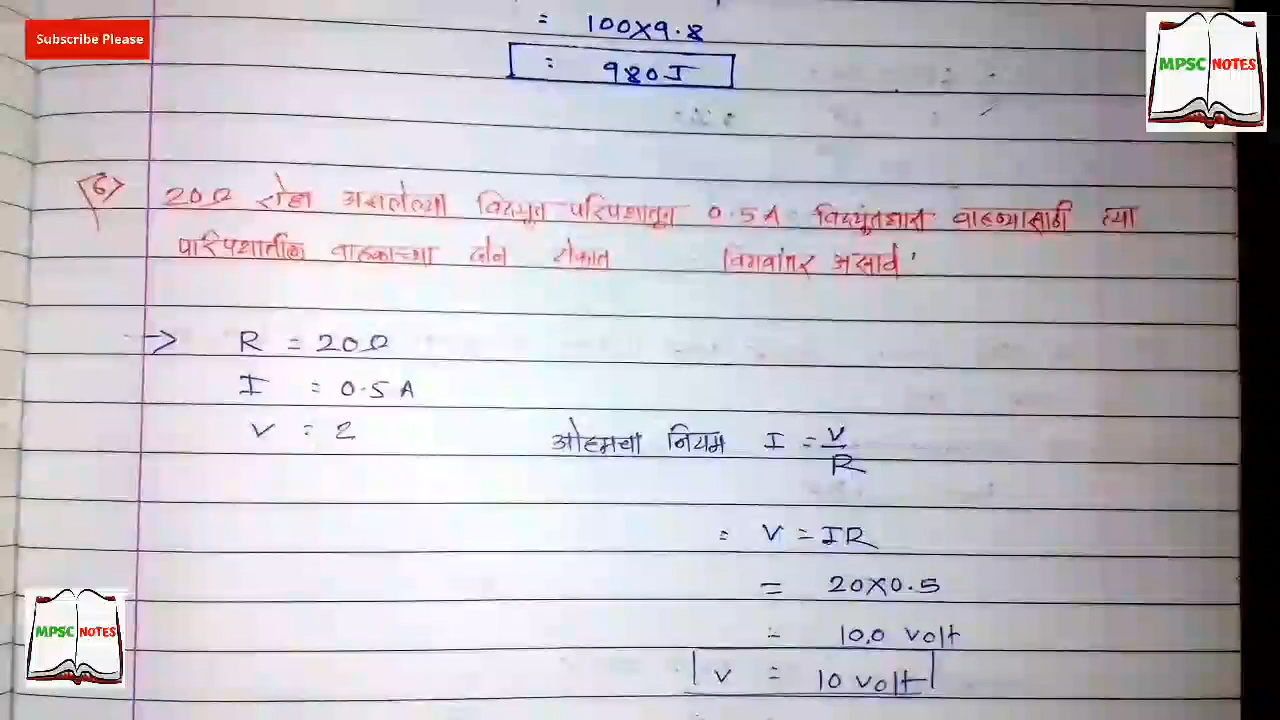 Subscribe Please
= 100×9.8
= 980J
MPSC NOTES
<6> 20Ω रोध असलेल्या विद्युत परिपथातून 0.5 A विद्युतधारा वाहण्यासाठी त्या
परिपथातील वाहकाच्या दोन टोकात विभवांतर असावे
→ R = 20Ω
I = 0.5 A
V = ?
ओहमचा नियम I = V/R
= V = IR
= 20×0.5
= 10.0 volt
V = 10 volt
MPSC NOTES